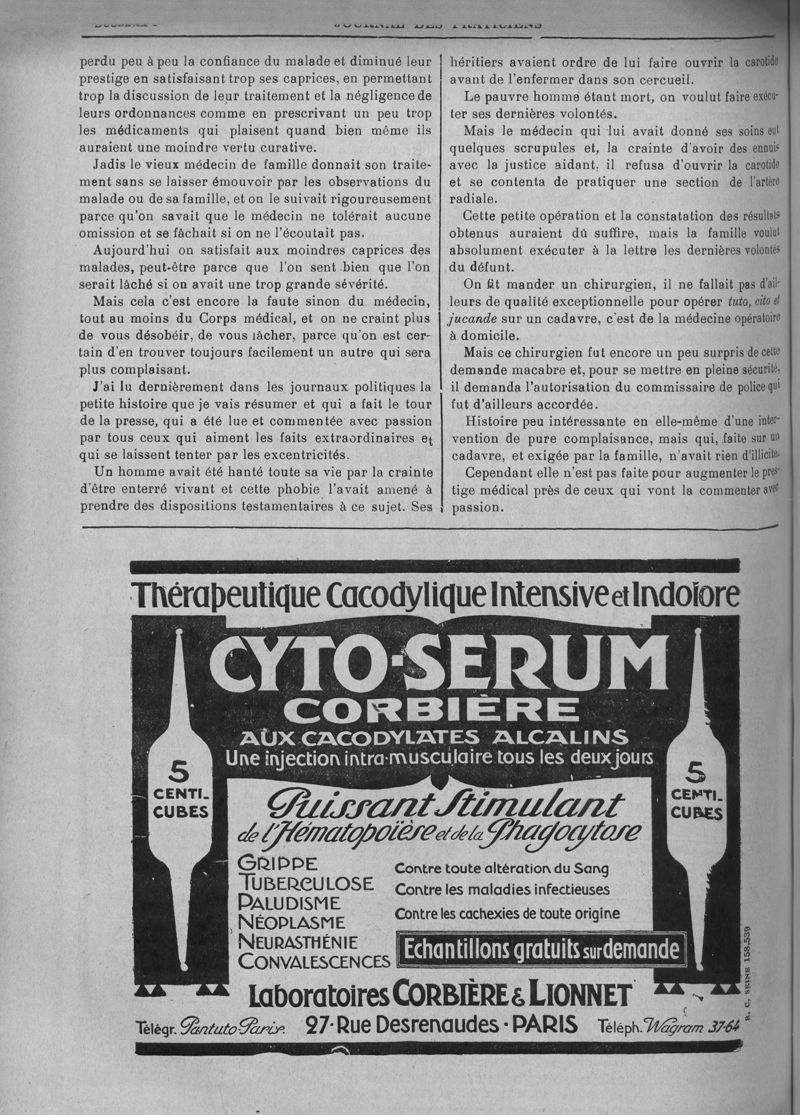 JOURNAL DES PRATICIENS
perdu peu à peu la confiance du malade et diminué leur
prestige en satisfaisant trop ses caprices, en permettant
trop la discussion de leur traitement et la négligence de
leurs ordonnances comme en prescrivant un peu trop
les médicaments qui plaisent quand bien même ils
auraient une moindre vertu curative.
Jadis le vieux médecin de famille donnait son traite-
ment sans se laisser émouvoir par les observations du
malade ou de sa famille, et on le suivait rigoureusement
parce qu'on savait que le médecin ne tolérait aucune
omission et se fâchait si on ne l'écoutait pas.
Aujourd'hui on satisfait aux moindres caprices des
malades, peut-être parce que l'on sent bien que l'on
serait lâché si on avait une trop grande sévérité.
Mais cela c'est encore la faute sinon du médecin,
tout au moins du Corps médical, et on ne craint plus
de vous désobéir, de vous lâcher, parce qu'on est cer-
tain d'en trouver toujours facilement un autre qui sera
plus complaisant.
J'ai lu dernièrement dans les journaux politiques la
petite histoire que je vais résumer et qui a fait le tour
de la presse, qui a été lue et commentée avec passion
par tous ceux qui aiment les faits extraordinaires et
qui se laissent tenter par les excentricités.
Un homme avait été hanté toute sa vie par la crainte
d'être enterré vivant et cette phobie l'avait amené à
prendre des dispositions testamentaires à ce sujet. Ses
héritiers avaient ordre de lui faire ouvrir la carotide
avant de l'enfermer dans son cercueil.
Le pauvre homme étant mort, on voulut faire exécu-
ter ses dernières volontés.
Mais le médecin qui lui avait donné ses soins eut
quelques scrupules et, la crainte d'avoir des ennuis
avec la justice aidant, il refusa d'ouvrir la carotide
et se contenta de pratiquer une section de l'artère
radiale.
Cette petite opération et la constatation des résultats
obtenus auraient dû suffire, mais la famille voulut
absolument exécuter à la lettre les dernières volontés
du défunt.
On fit mander un chirurgien, il ne fallait pas d'ail-
leurs de qualité exceptionnelle pour opérer tuto, cito et
jucande sur un cadavre, c'est de la médecine opératoire
à domicile.
Mais ce chirurgien fut encore un peu surpris de cette
demande macabre et, pour se mettre en pleine sécurité,
il demanda l'autorisation du commissaire de police qui
fut d'ailleurs accordée.
Histoire peu intéressante en elle-même d'une inter-
vention de pure complaisance, mais qui, faite sur un
cadavre, et exigée par la famille, n'avait rien d'illicite.
Cependant elle n'est pas faite pour augmenter le pres-
tige médical près de ceux qui vont la commenter avec
passion.
Thérapeutique Cacodylique Intensive et Indolore
CYTO-SERUM
CORBIÈRE
AUX CACODYLATES ALCALINS
Une injection intra-musculaire tous les deux jours
5
CENTI-
CUBES
5
CENTI-
CUBES
Puissant Stimulant
de l'Hématopoïèse et de la Phagocytose
GRIPPE
TUBERCULOSE
PALUDISME
NÉOPLASME
NEURASTHÉNIE
CONVALESCENCES
Contre toute altération du Sang
Contre les maladies infectieuses
Contre les cachexies de toute origine
Echantillons gratuits sur demande
Laboratoires CORBIÈRE & LIONNET
Télégr. Pantuto Paris. 27 · Rue Desrenaudes · PARIS Téléph. Wagram 37-64
R. C. SEINE 158.539